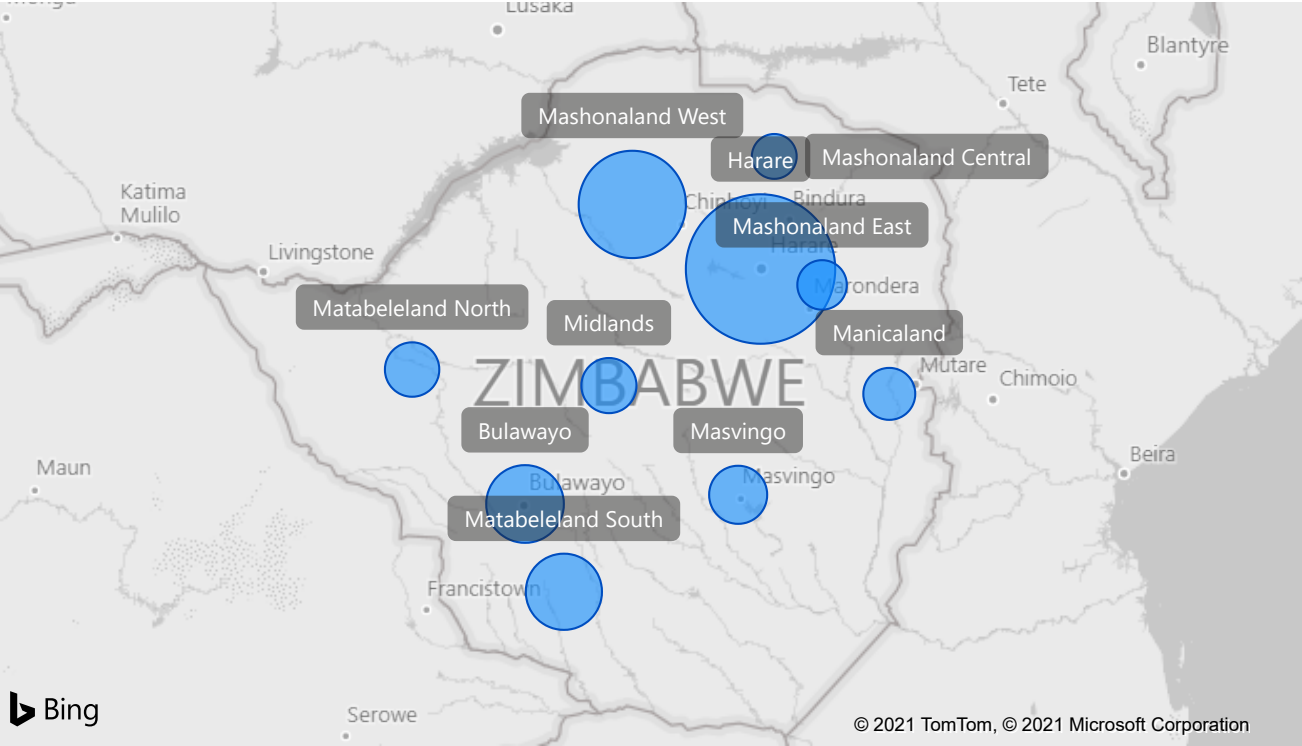 Lusaka
Blantyre
Tete
Mashonaland West
Harare
Mashonaland Central
Katima
Mulilo
Chinhoyi
Bindura
Mashonaland East
Harare
Livingstone
Marondera
Matabeleland North
Midlands
Manicaland
ZIMBABWE
Mutare
Chimoio
Bulawayo
Masvingo
Maun
Beira
Bulawayo
Masvingo
Matabeleland South
Francistown
Bing
Serowe
© 2021 TomTom, © 2021 Microsoft Corporation